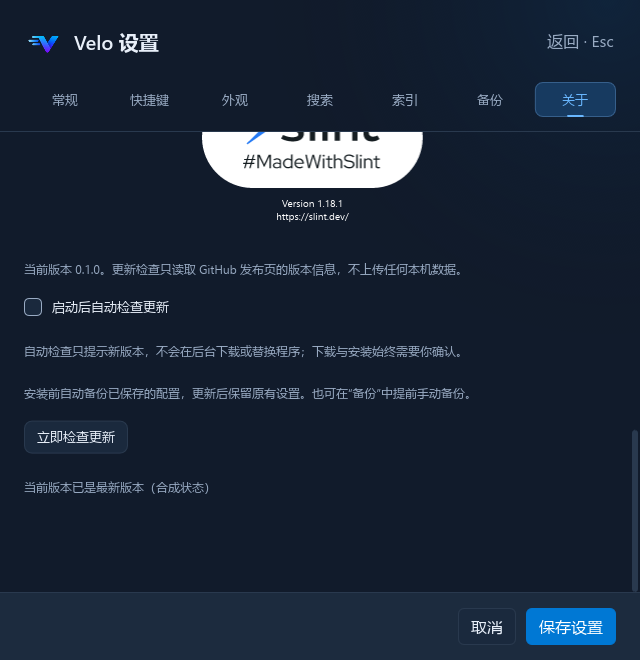 Velo 设置
返回 · Esc
常规
快捷键
外观
搜索
索引
备份
关于
Slint
#MadeWithSlint
Version 1.18.1
https://slint.dev/
当前版本 0.1.0。更新检查只读取 GitHub 发布页的版本信息，不上传任何本机数据。
启动后自动检查更新
自动检查只提示新版本，不会在后台下载或替换程序；下载与安装始终需要你确认。
安装前自动备份已保存的配置，更新后保留原有设置。也可在“备份”中提前手动备份。
立即检查更新
当前版本已是最新版本（合成状态）
取消
保存设置